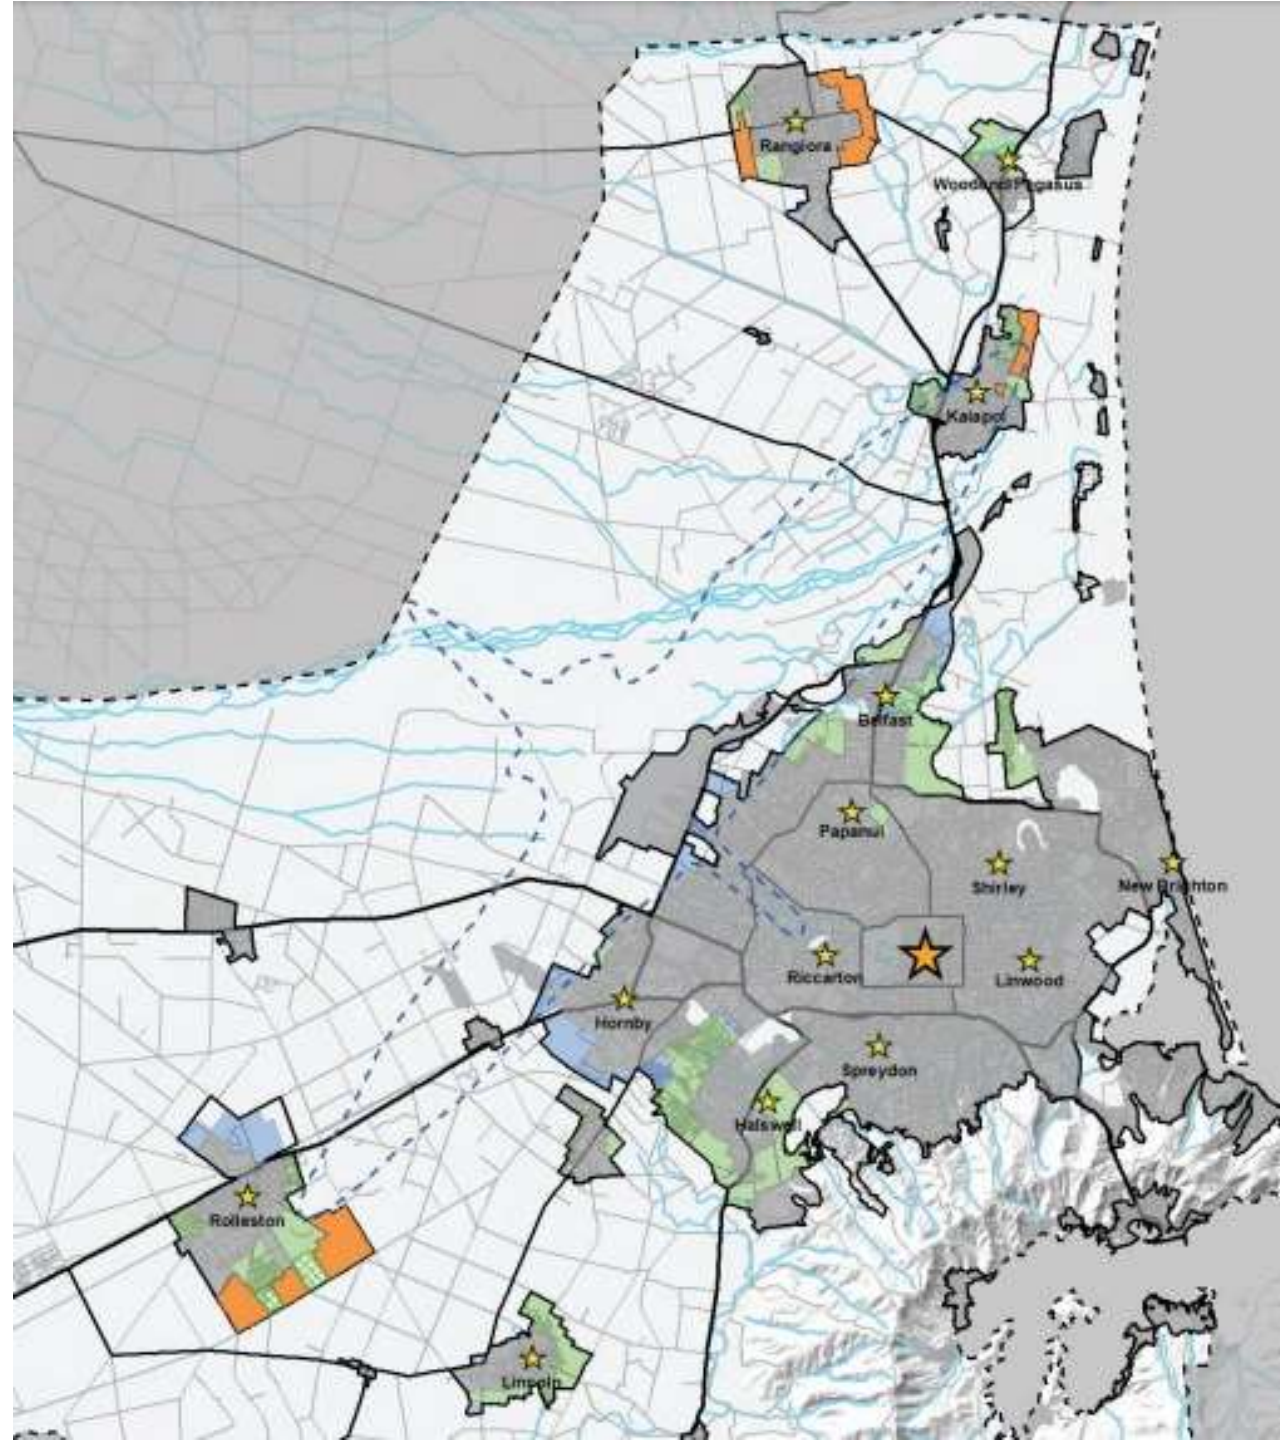 Rangiora
Woodend/Pegasus
Kaiapoi
Belfast
Papanui
Shirley
New Brighton
Riccarton
Linwood
Hornby
Spreydon
Halswell
Rolleston
Lincoln